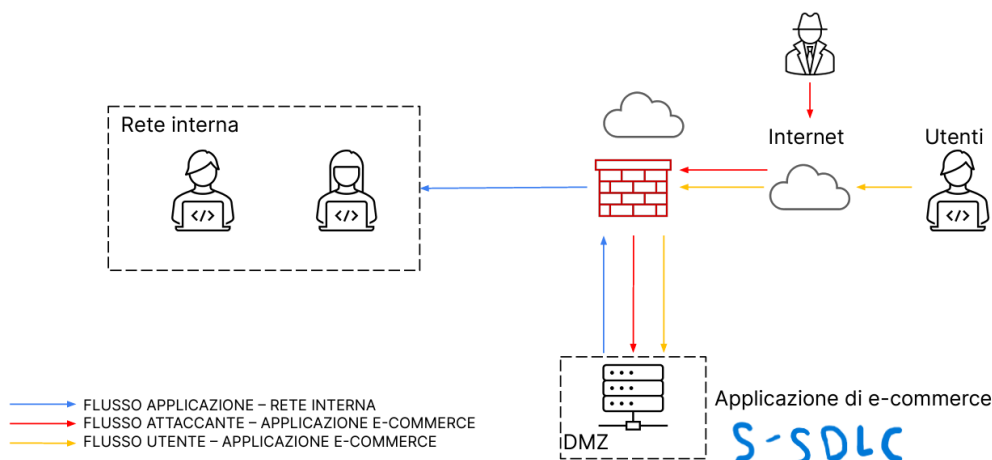 Rete interna
Internet
Utenti
</>
</>
</>
Applicazione di e-commerce
S-SDLC
DMZ
FLUSSO APPLICAZIONE – RETE INTERNA
FLUSSO ATTACCANTE – APPLICAZIONE E-COMMERCE
FLUSSO UTENTE – APPLICAZIONE E-COMMERCE